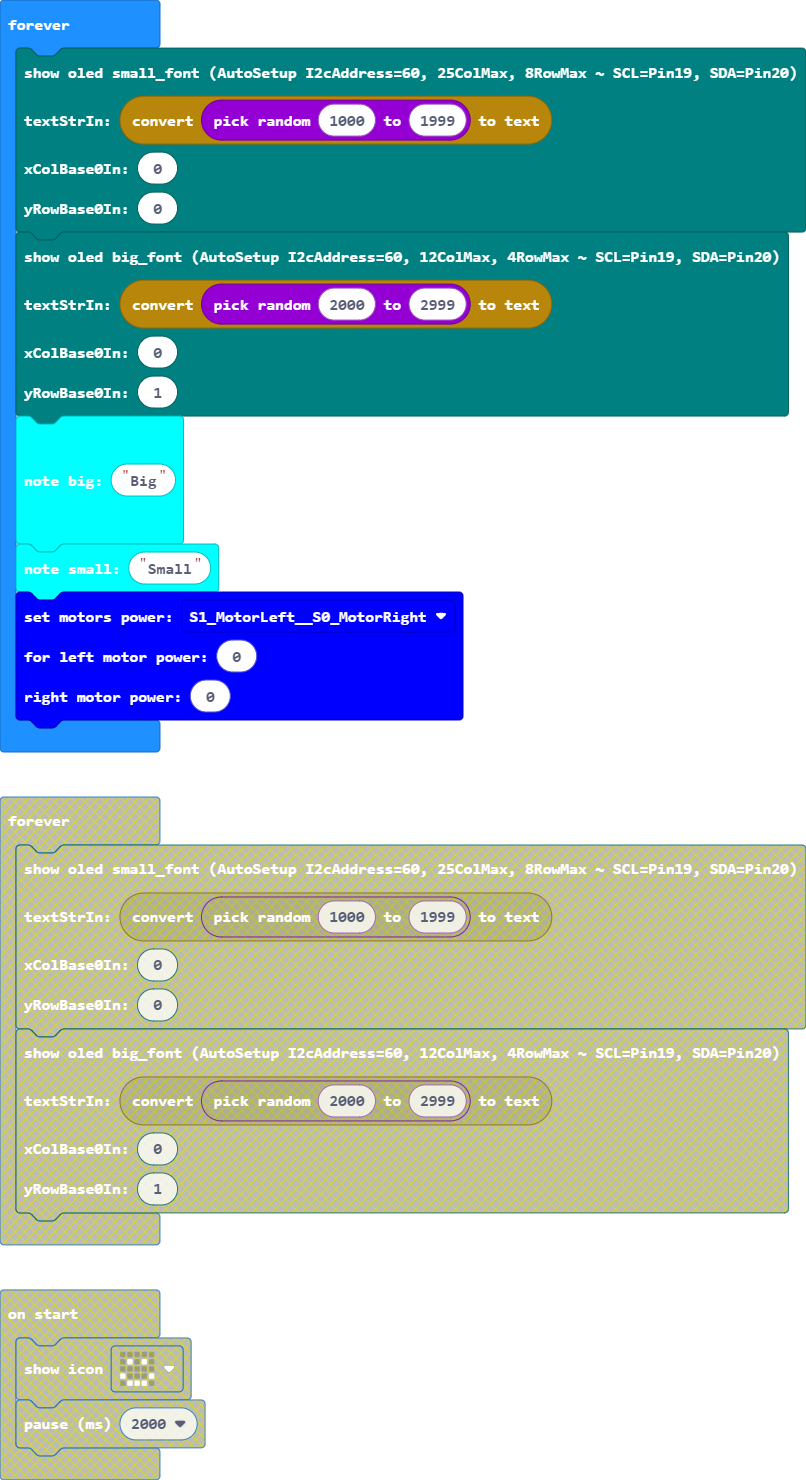 forever
show oled small_font (AutoSetup I2cAddress=60, 25ColMax, 8RowMax ~ SCL=Pin19, SDA=Pin20)
textStrIn: convert pick random 1000 to 1999 to text
xColBase0In: 0
yRowBase0In: 0
show oled big_font (AutoSetup I2cAddress=60, 12ColMax, 4RowMax ~ SCL=Pin19, SDA=Pin20)
textStrIn: convert pick random 2000 to 2999 to text
xColBase0In: 0
yRowBase0In: 1
note big: "Big"
note small: "Small"
set motors power: S1_MotorLeft__S0_MotorRight
for left motor power: 0
right motor power: 0
forever
show oled small_font (AutoSetup I2cAddress=60, 25ColMax, 8RowMax ~ SCL=Pin19, SDA=Pin20)
textStrIn: convert pick random 1000 to 1999 to text
xColBase0In: 0
yRowBase0In: 0
show oled big_font (AutoSetup I2cAddress=60, 12ColMax, 4RowMax ~ SCL=Pin19, SDA=Pin20)
textStrIn: convert pick random 2000 to 2999 to text
xColBase0In: 0
yRowBase0In: 1
on start
show icon
pause (ms) 2000